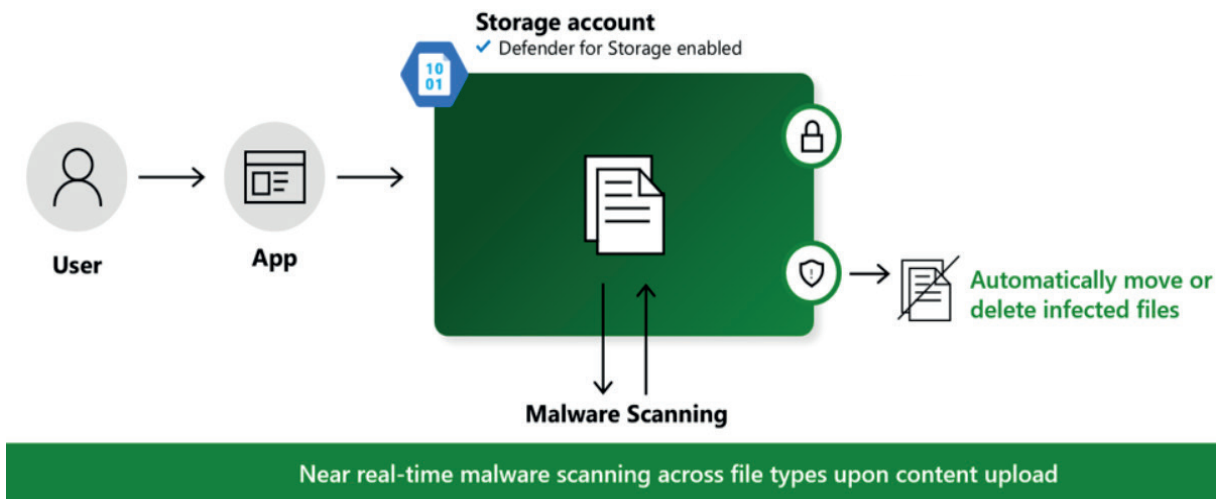 Storage account
✓ Defender for Storage enabled
10
01
User
App
Automatically move or
delete infected files
Malware Scanning
Near real-time malware scanning across file types upon content upload